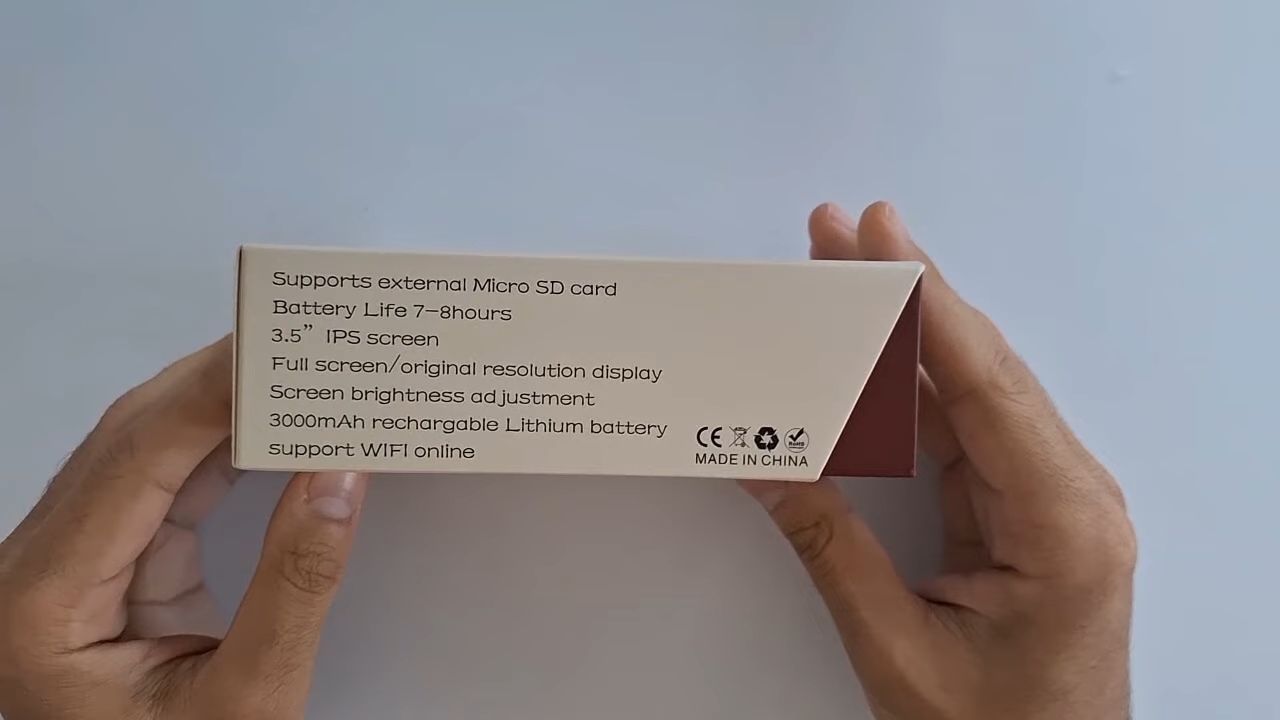 Supports external Micro SD card
Battery Life 7-8hours
3.5” IPS screen
Full screen/original resolution display
Screen brightness adjustment
3000mAh rechargable Lithium battery
support WIFI online
CE RoHS
MADE IN CHINA